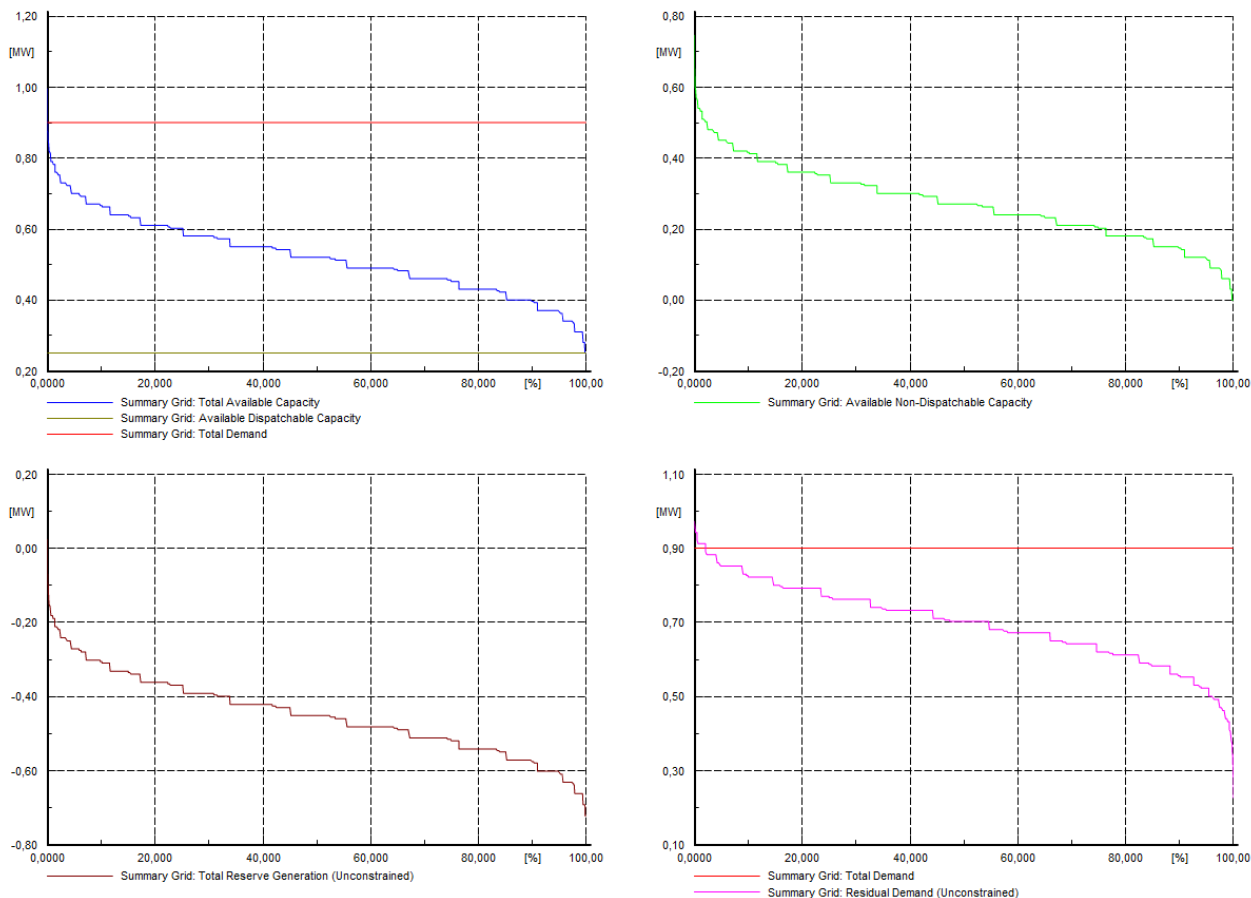 1,20
[MW]
1,00
0,80
0,60
0,40
0,20
0,0000 20,000 40,000 60,000 80,000 [%] 100,00
Summary Grid: Total Available Capacity
Summary Grid: Available Dispatchable Capacity
Summary Grid: Total Demand
0,80
[MW]
0,60
0,40
0,20
0,00
-0,20
0,0000 20,000 40,000 60,000 80,000 [%] 100,00
Summary Grid: Available Non-Dispatchable Capacity
0,20
[MW]
0,00
-0,20
-0,40
-0,60
-0,80
0,0000 20,000 40,000 60,000 80,000 [%] 100,00
Summary Grid: Total Reserve Generation (Unconstrained)
1,10
[MW]
0,90
0,70
0,50
0,30
0,10
0,0000 20,000 40,000 60,000 80,000 [%] 100,00
Summary Grid: Total Demand
Summary Grid: Residual Demand (Unconstrained)